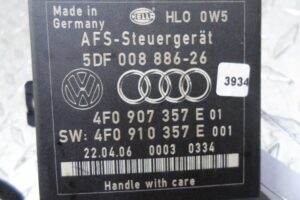 Made in
Germany
HELLA
HLO 0W5
AFS-Steuergerät
5DF 008 886-26
3934
4F0 907 357 E 01
SW: 4F0 910 357 E 001
22.04.06 0003 0334
Handle with care